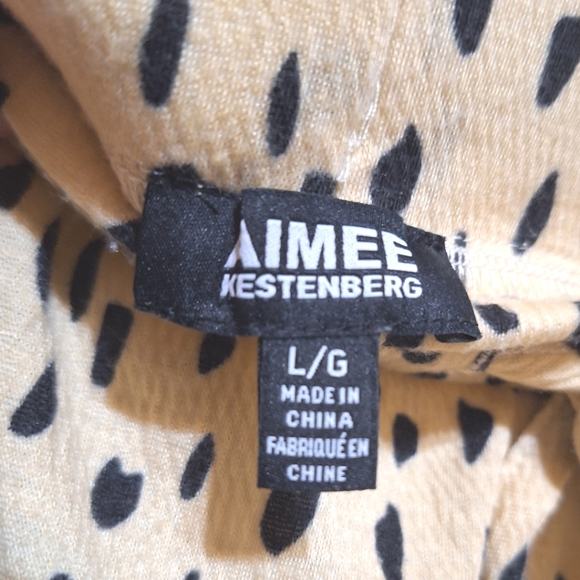 AIMEE
KESTENBERG
L/G
MADE IN
CHINA
FABRIQUÉ EN
CHINE